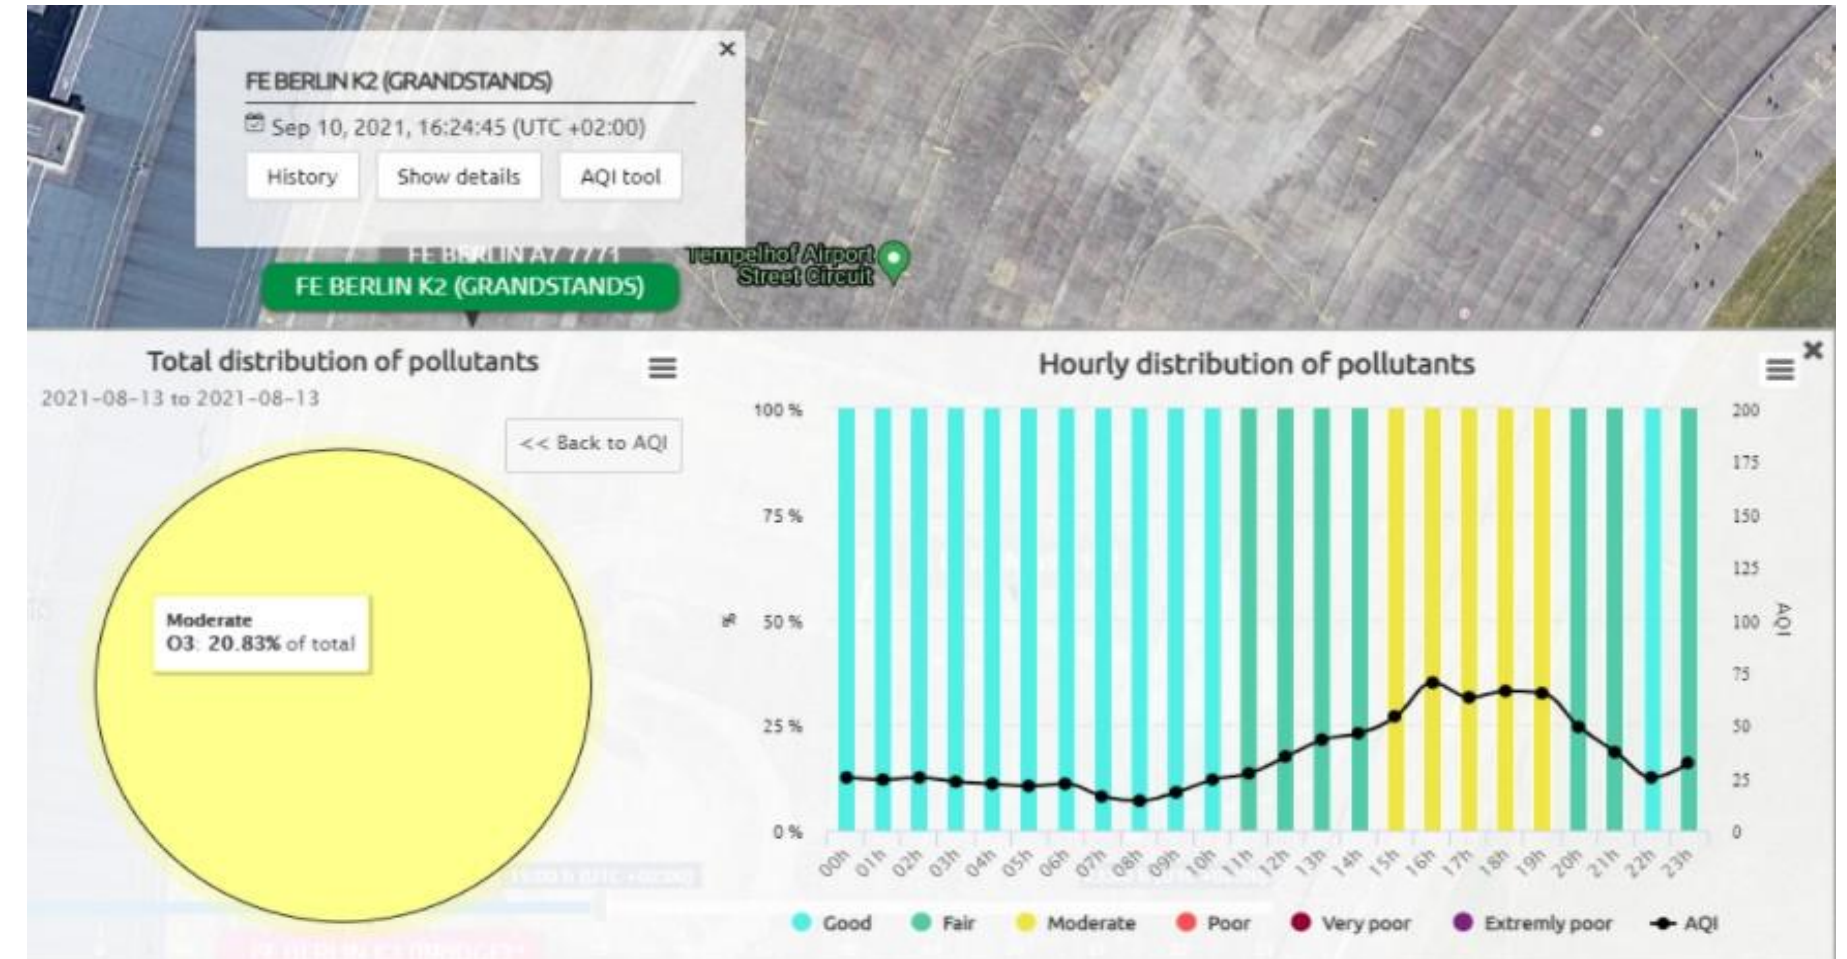 FE BERLIN K2 (GRANDSTANDS)
Sep 10, 2021, 16:24:45 (UTC +02:00)
History
Show details
AQI tool
FE BERLIN A7 7771
Tempelhof Airport
Street Circuit
FE BERLIN K2 (GRANDSTANDS)
Total distribution of pollutants
2021-08-13 to 2021-08-13
<< Back to AQI
Moderate
O3: 20.83% of total
Hourly distribution of pollutants
100 %
75 %
50 %
25 %
0 %
%
200
175
150
125
100
75
50
25
0
AQI
00h 01h 02h 03h 04h 05h 06h 07h 08h 09h 10h 11h 12h 13h 14h 15h 16h 17h 18h 19h 20h 21h 22h 23h
Good Fair Moderate Poor Very poor Extremly poor AQI